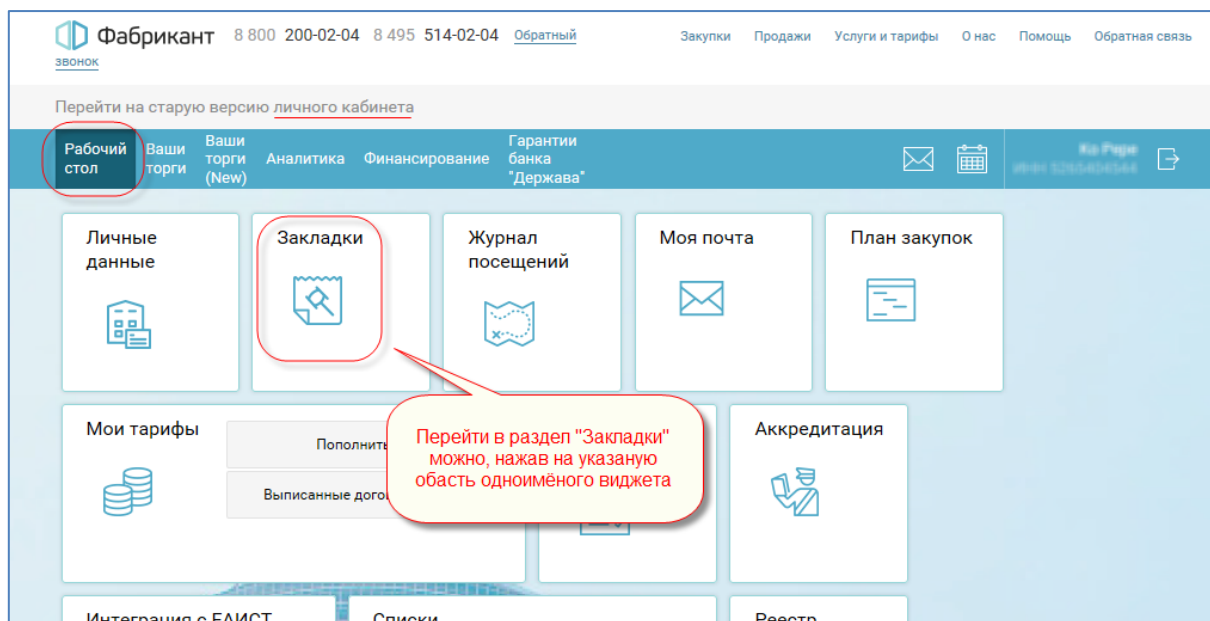 Фабрикант 8 800 200-02-04 8 495 514-02-04 Обратный
звонок
Закупки Продажи Услуги и тарифы О нас Помощь Обратная связь
Перейти на старую версию личного кабинета
Рабочий
стол
Ваши
торги
Ваши
торги
(New)
Аналитика
Финансирование
Гарантии
банка
"Держава"
Личные
данные
Закладки
Журнал
посещений
Моя почта
План закупок
Мои тарифы
Пополнить
Выписанные
Перейти в раздел "Закладки"
можно, нажав на указаную
обасть одноимёного виджета
Аккредитация
Интеграция с ЕАИСТ
Списки
Реестр